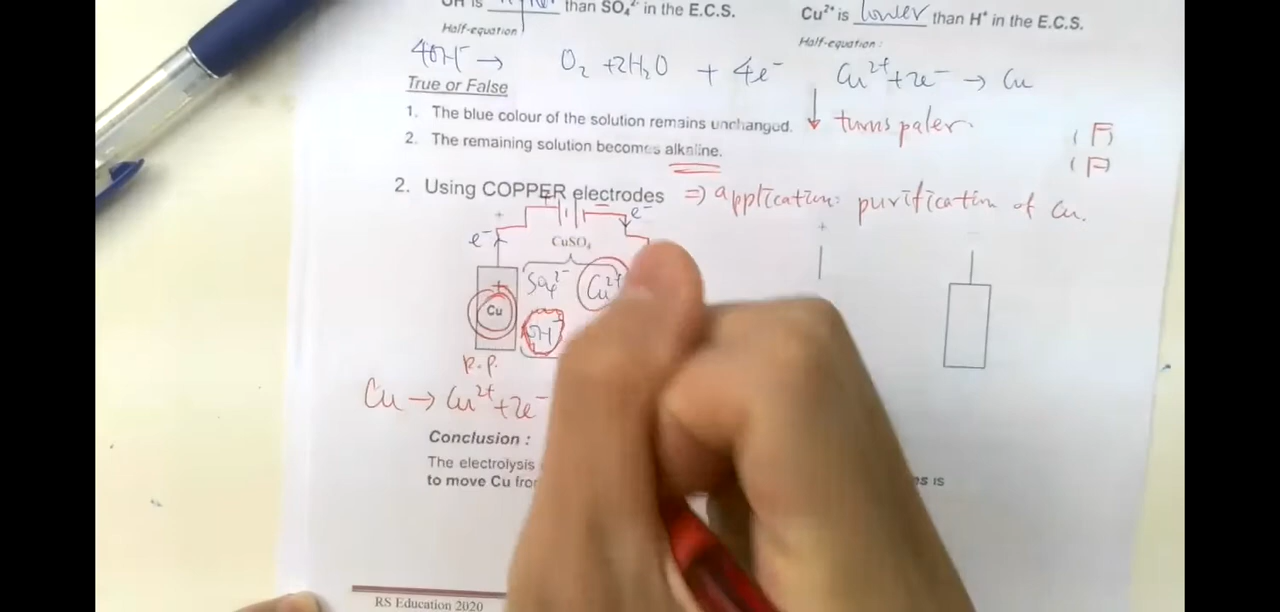 than SO₄²⁻ in the E.C.S.
Cu²⁺ is lower than H⁺ in the E.C.S.
Half-equation
Half-equation :
4OH⁻ → O₂ + 2H₂O + 4e⁻
Cu²⁺ + 2e⁻ → Cu
True or False
1. The blue colour of the solution remains unchanged. ↓ turns paler.
(F)
2. The remaining solution becomes alkaline.
(F)
2. Using COPPER electrodes ⇒ application: purification of Cu.
+ − e⁻
e⁻ CuSO₄
+ SO₄²⁻ Cu²⁺
Cu OH⁻
Cu → Cu²⁺ + 2e⁻
Conclusion :
The electrolysis
to move Cu is
RS Education 2020